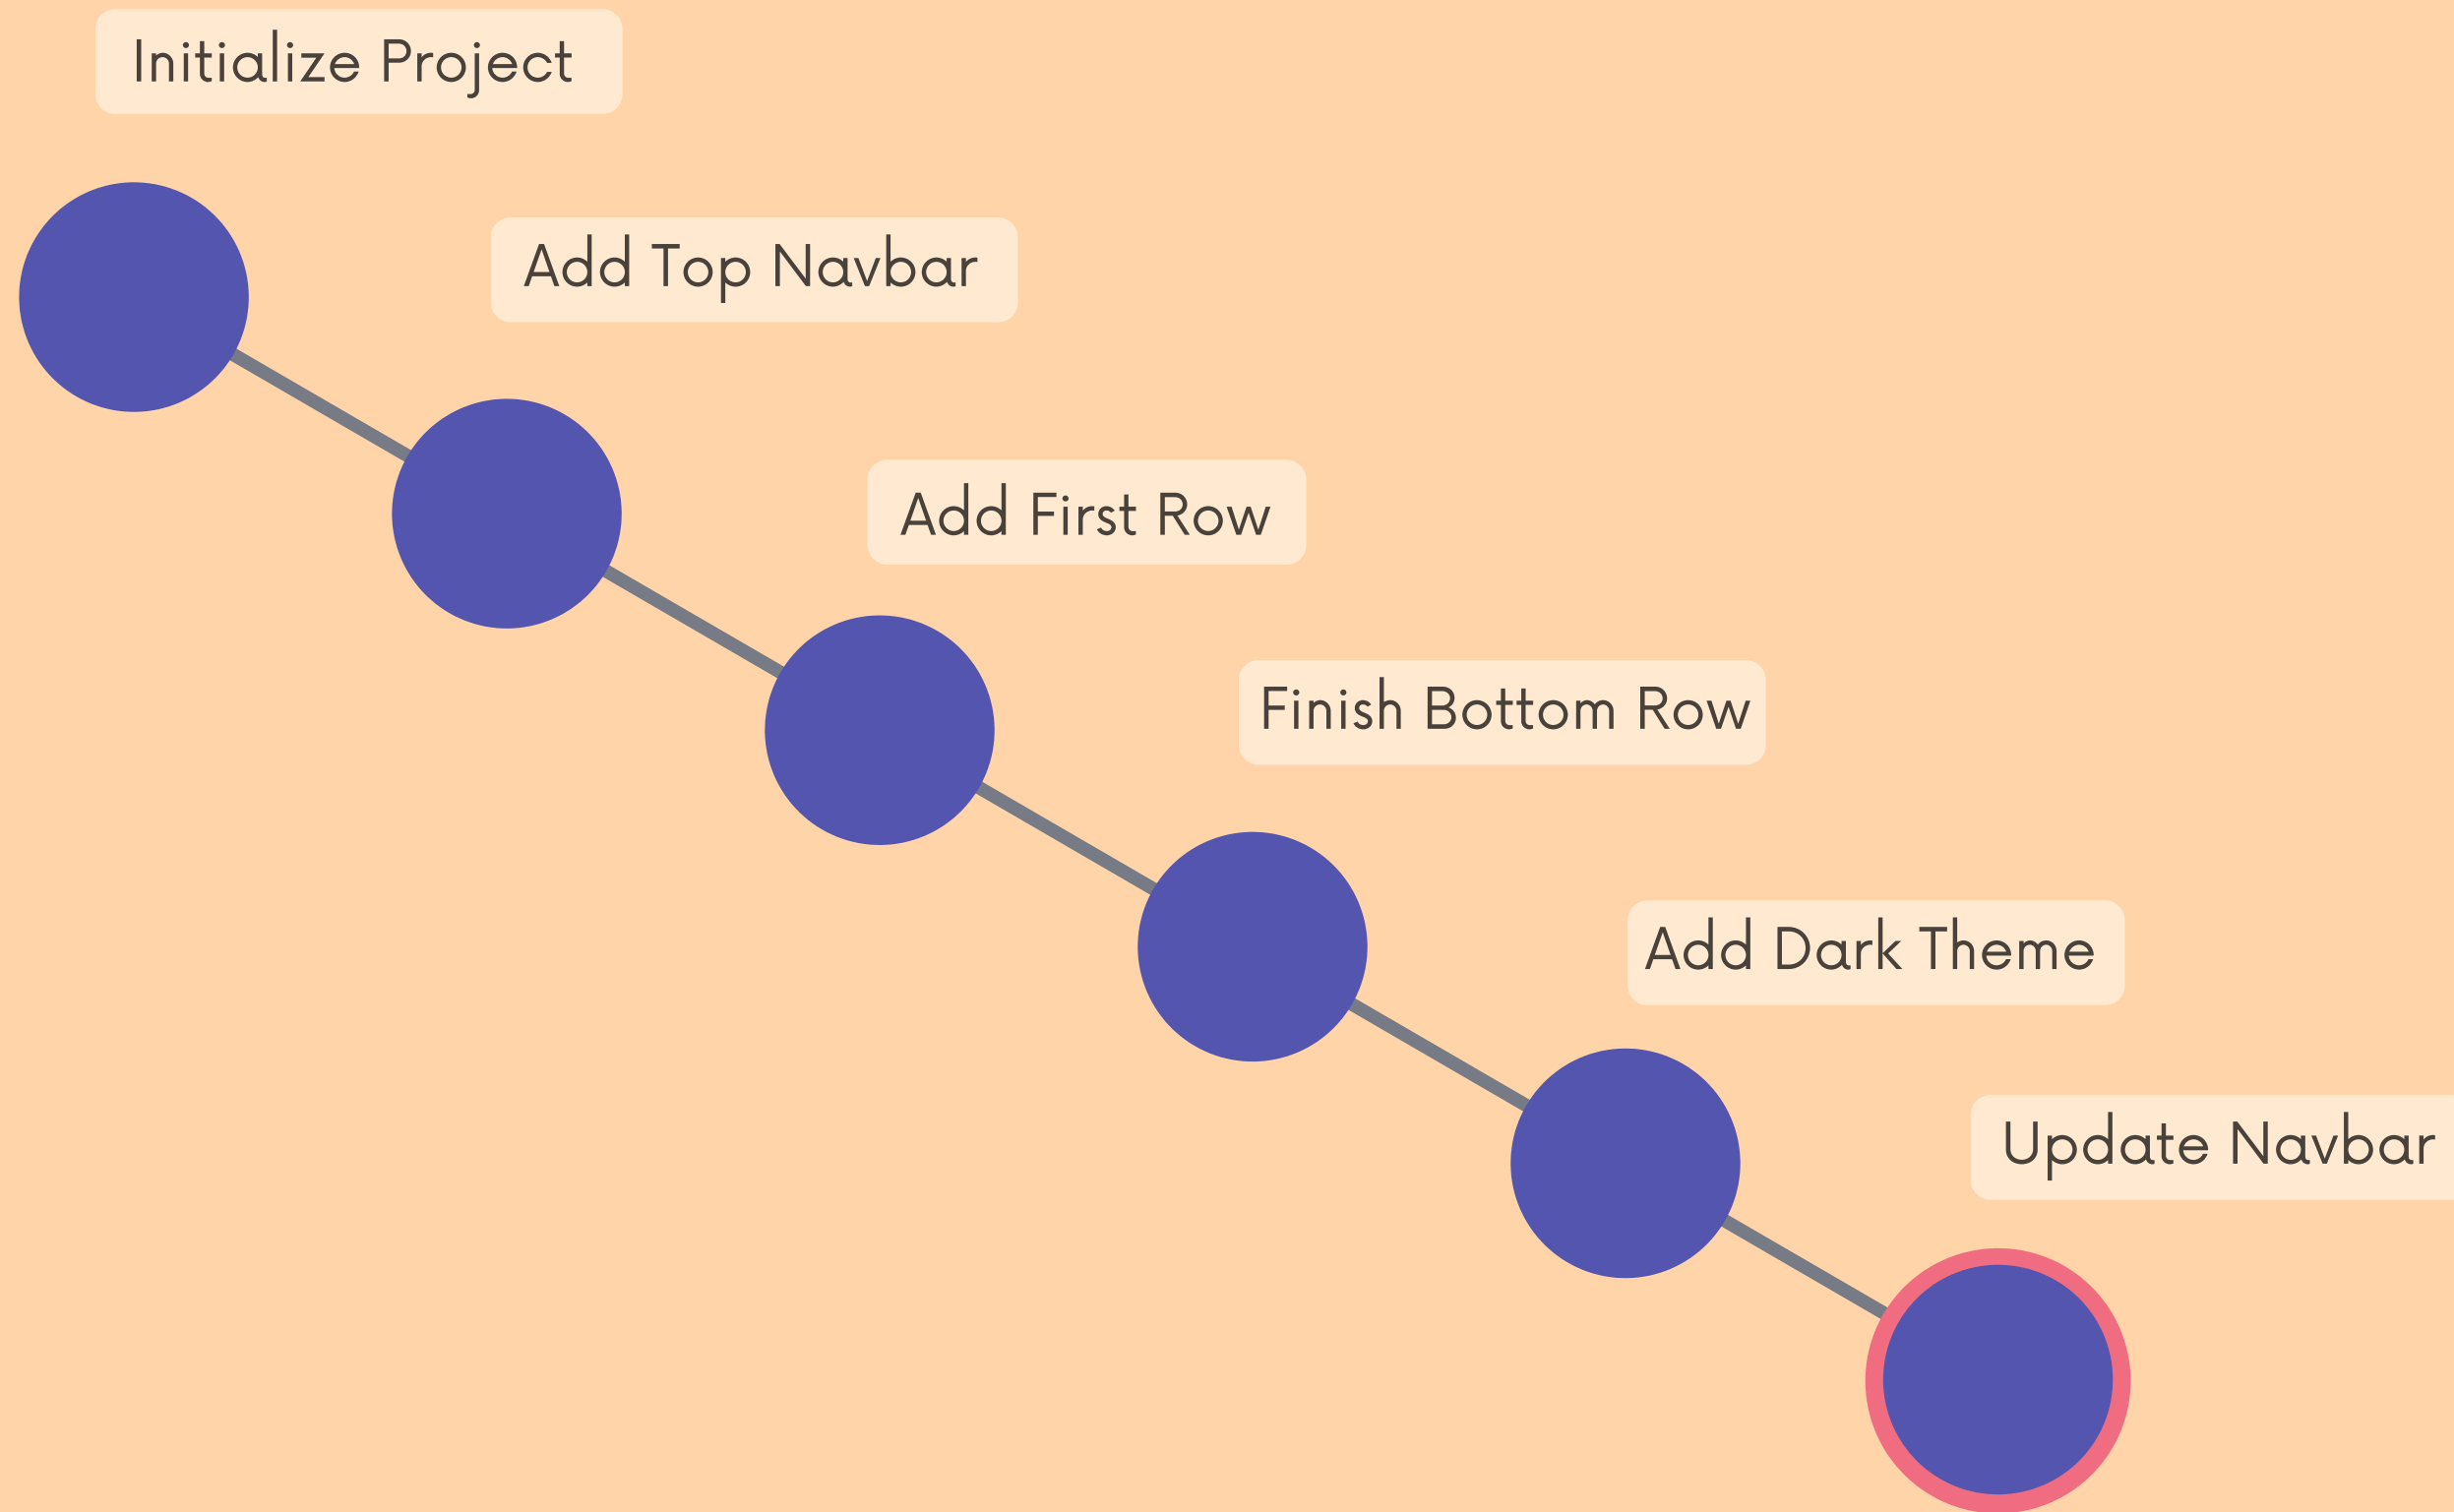 Initialize Project
Add Top Navbar
Add First Row
Finish Bottom Row
Add Dark Theme
Update Navbar